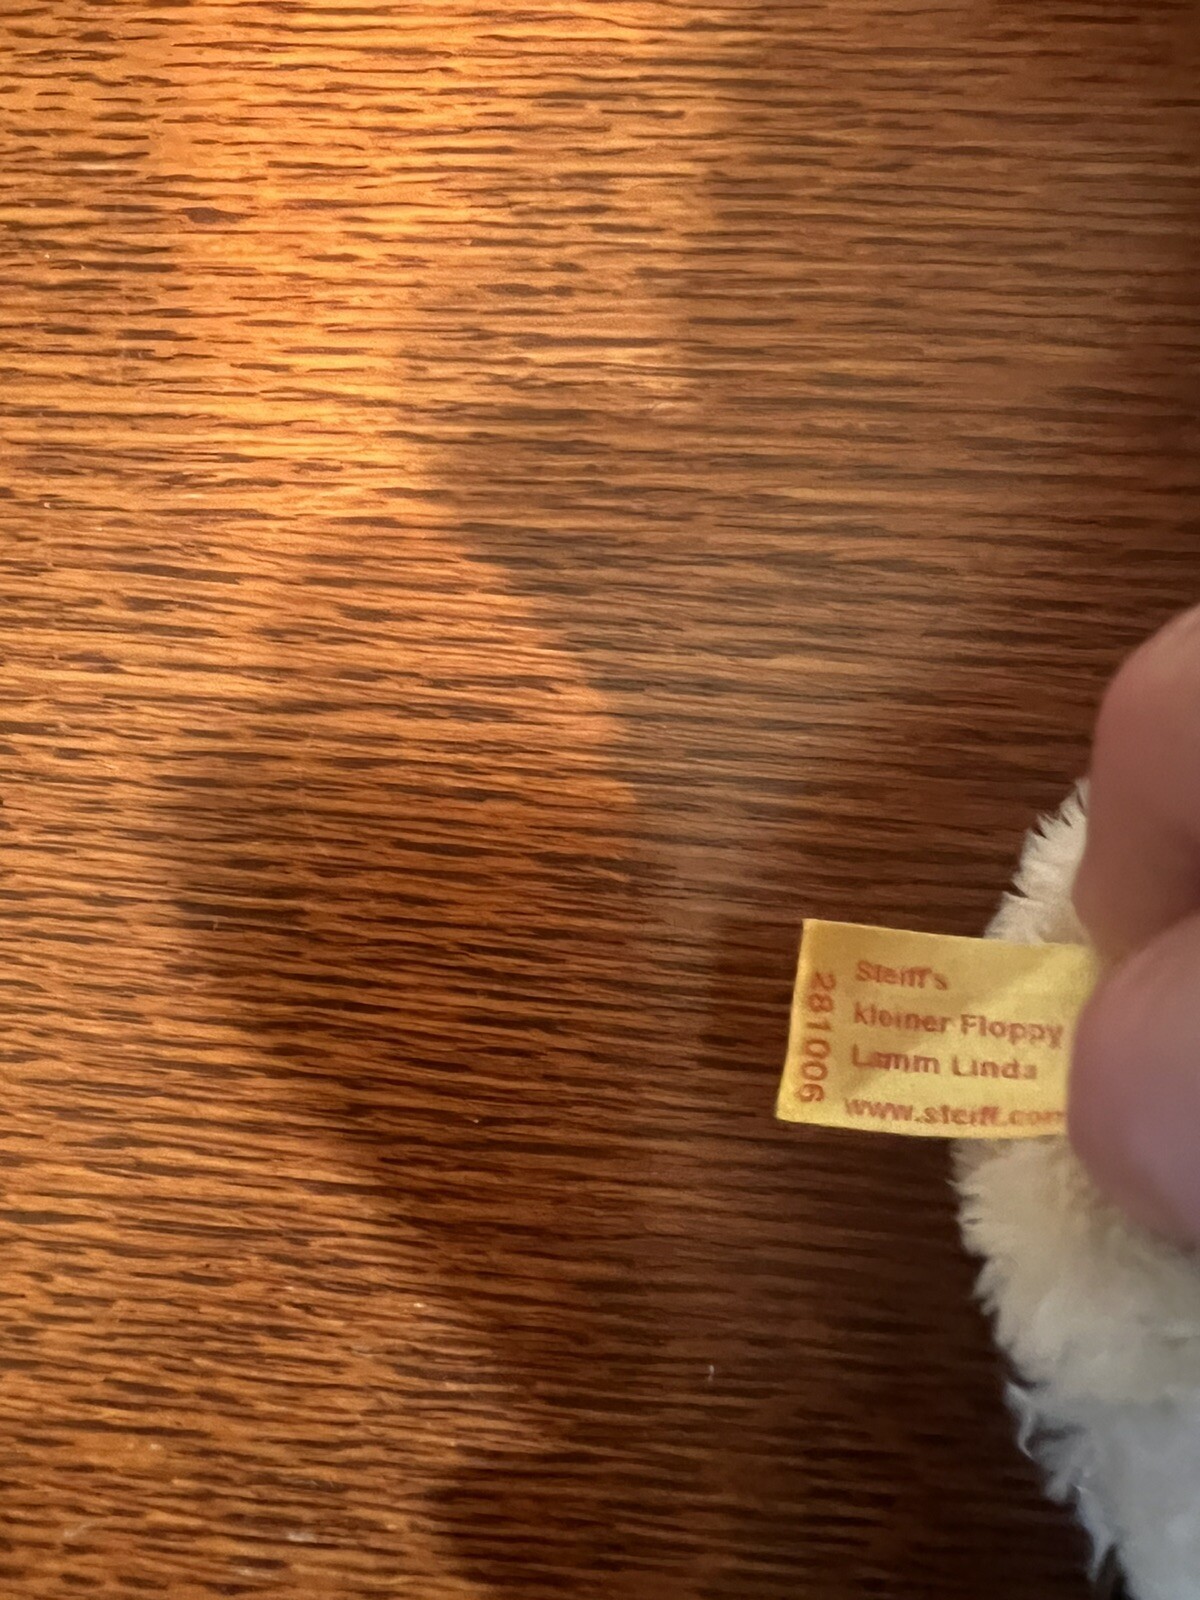 Steiff's
kleiner Floppy
Lamm Linda
www.steiff.com
281006